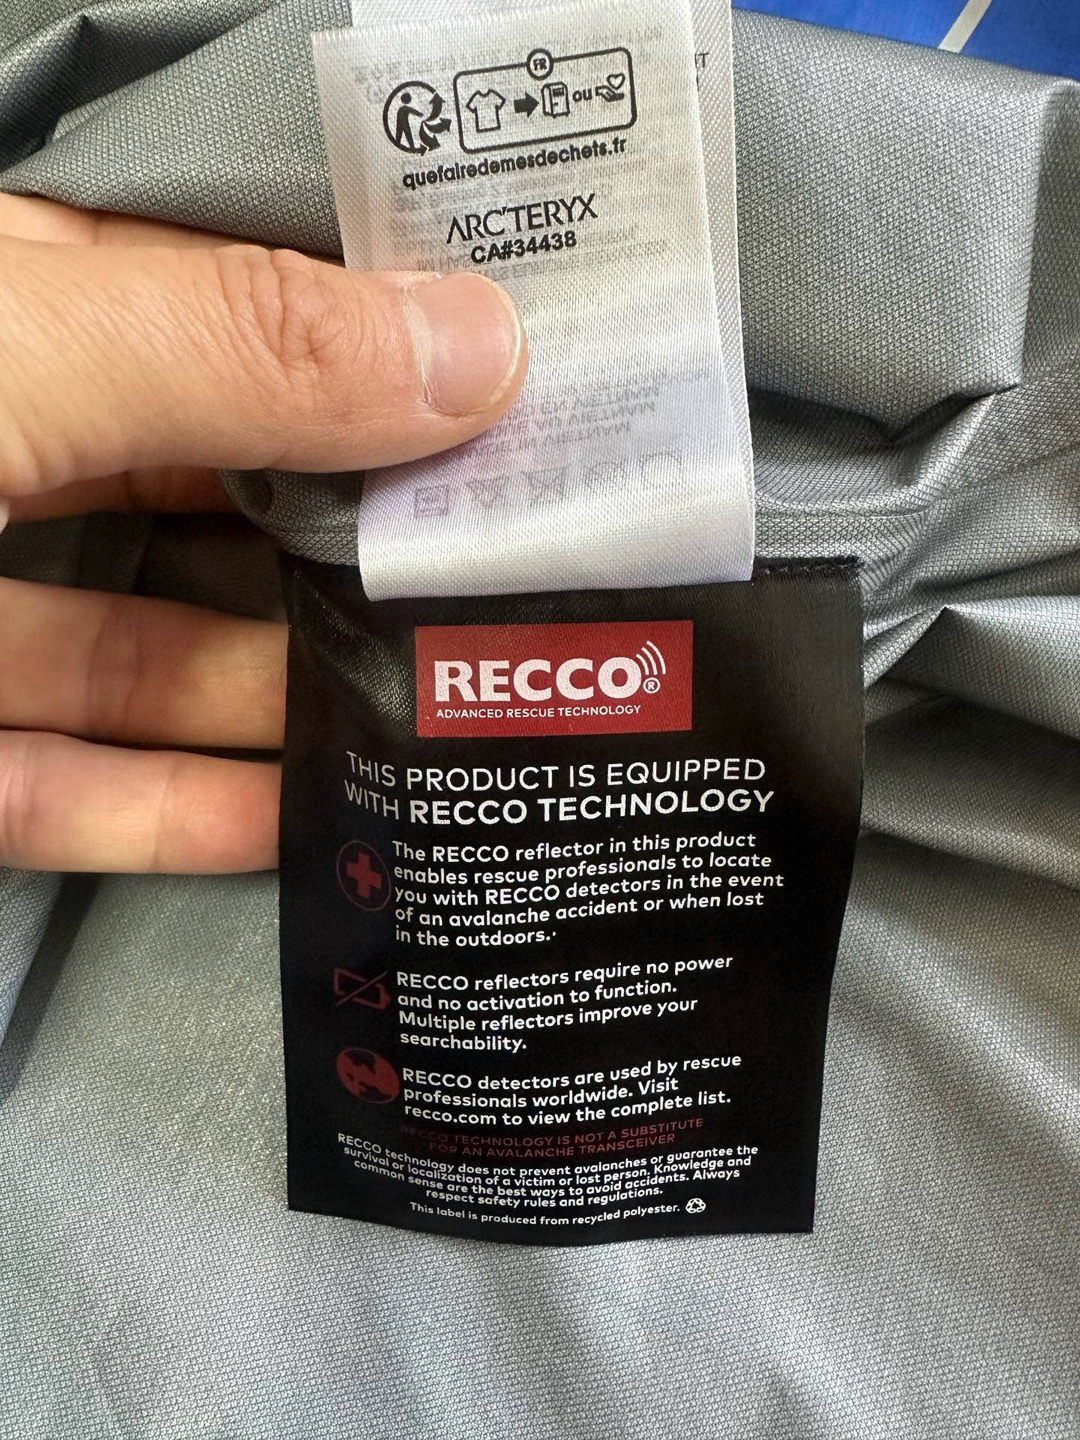 FR
ou
quefairedemesdechets.fr
ARC'TERYX
CA#34438
RECCO®
ADVANCED RESCUE TECHNOLOGY
THIS PRODUCT IS EQUIPPED
WITH RECCO TECHNOLOGY
The RECCO reflector in this product
enables rescue professionals to locate
you with RECCO detectors in the event
of an avalanche accident or when lost
in the outdoors.
RECCO reflectors require no power
and no activation to function.
Multiple reflectors improve your
searchability.
RECCO detectors are used by rescue
professionals worldwide. Visit
recco.com to view the complete list.
RECCO TECHNOLOGY IS NOT A SUBSTITUTE
FOR AN AVALANCHE TRANSCEIVER
RECCO technology does not prevent avalanches or guarantee the
survival or localization of a victim or lost person. Knowledge and
common sense are the best ways to avoid accidents. Always
respect safety rules and regulations.
This label is produced from recycled polyester.